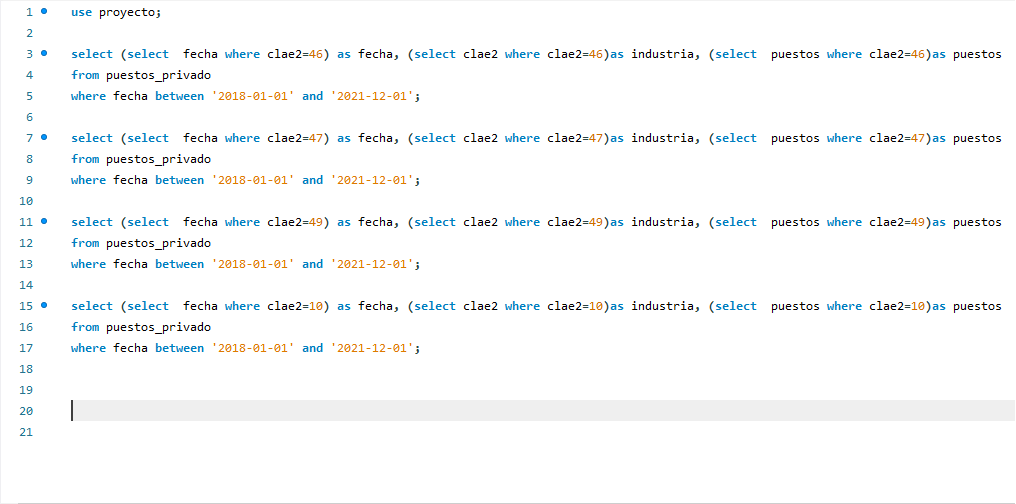 1 use proyecto;
2
3 select (select  fecha where clae2=46) as fecha, (select clae2 where clae2=46)as industria, (select  puestos where clae2=46)as puestos
4 from puestos_privado
5 where fecha between '2018-01-01' and '2021-12-01';
6
7 select (select  fecha where clae2=47) as fecha, (select clae2 where clae2=47)as industria, (select  puestos where clae2=47)as puestos
8 from puestos_privado
9 where fecha between '2018-01-01' and '2021-12-01';
10
11 select (select  fecha where clae2=49) as fecha, (select clae2 where clae2=49)as industria, (select  puestos where clae2=49)as puestos
12 from puestos_privado
13 where fecha between '2018-01-01' and '2021-12-01';
14
15 select (select  fecha where clae2=10) as fecha, (select clae2 where clae2=10)as industria, (select  puestos where clae2=10)as puestos
16 from puestos_privado
17 where fecha between '2018-01-01' and '2021-12-01';
18
19
20
21